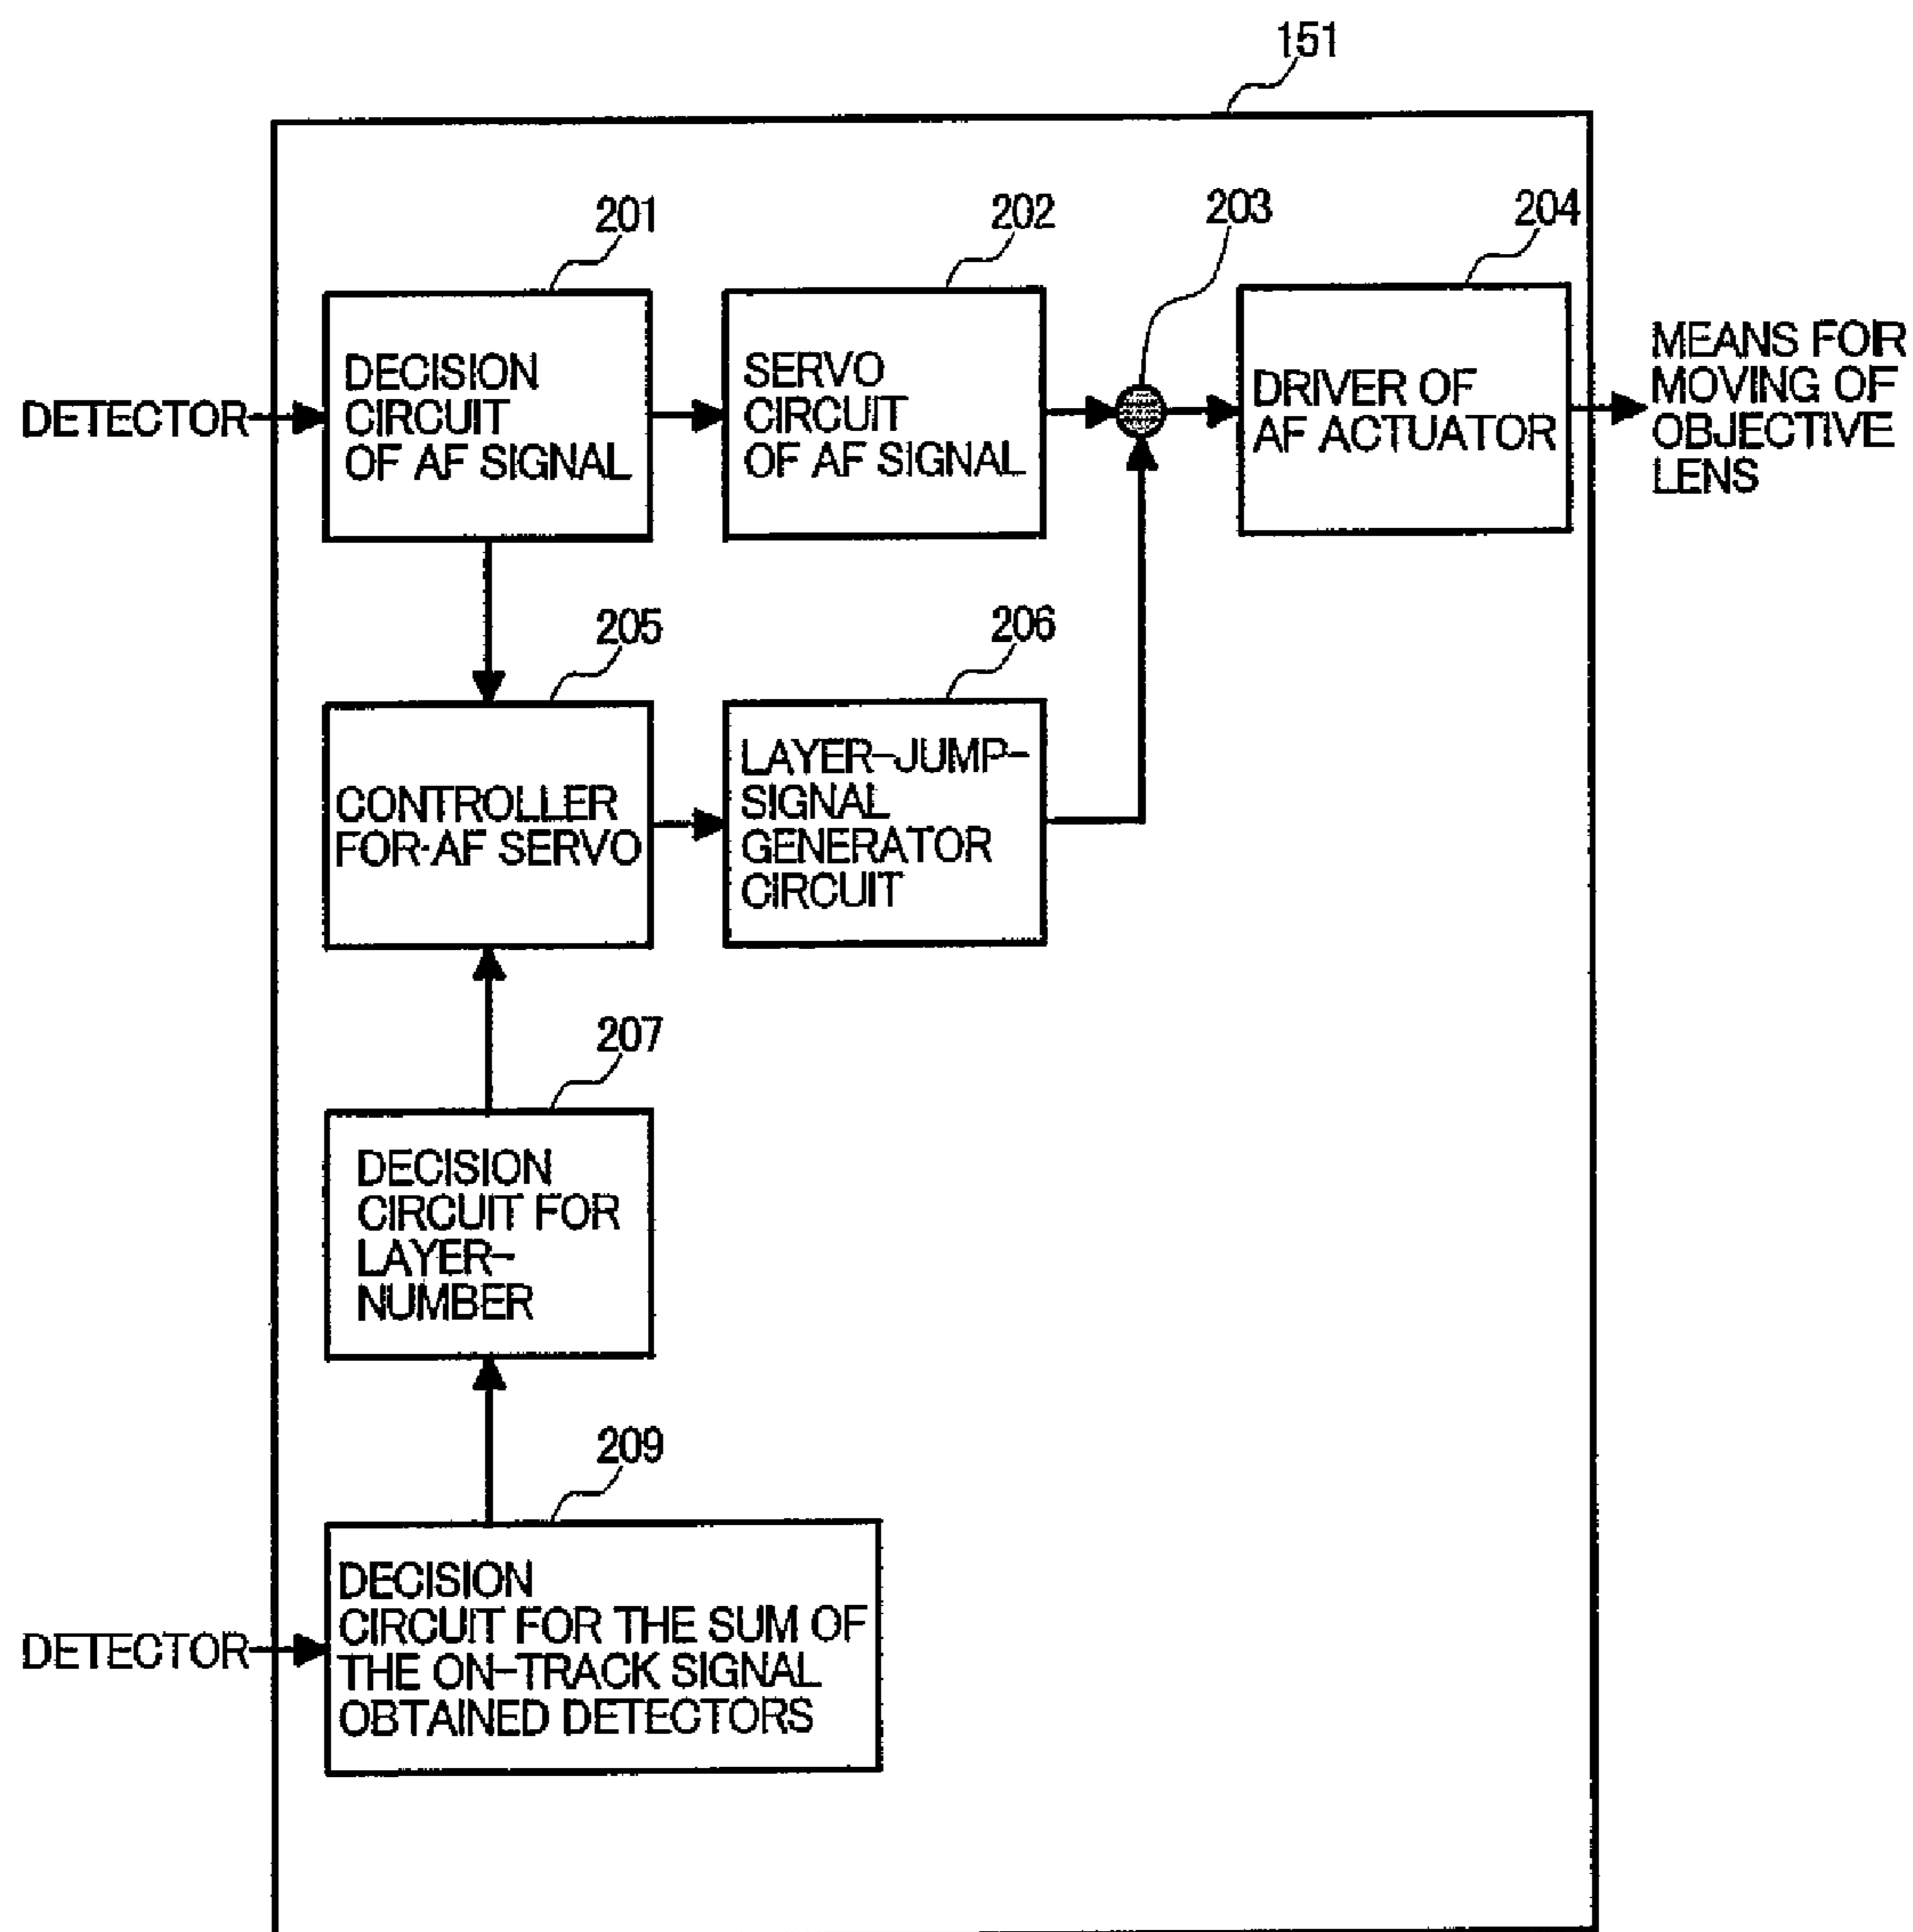 151
201
202
203
204
DETECTOR
DECISION
CIRCUIT
OF AF SIGNAL
SERVO
CIRCUIT
OF AF SIGNAL
DRIVER OF
AF ACTUATOR
MEANS FOR
MOVING OF
OBJECTIVE
LENS
205
206
CONTROLLER
FOR·AF SERVO
LAYER-JUMP-
SIGNAL
GENERATOR
CIRCUIT
207
DECISION
CIRCUIT FOR
LAYER-
NUMBER
209
DETECTOR
DECISION
CIRCUIT FOR THE SUM OF
THE ON-TRACK SIGNAL
OBTAINED DETECTORS